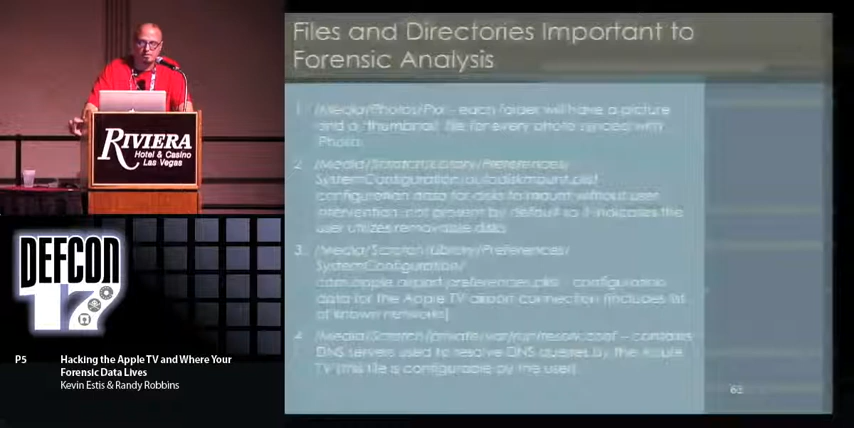 Files and Directories Important to
Forensic Analysis
1. /Media/Photos/Pix - each folder will have a picture
and a thumbnail file for every photo synced with
Photos
2. /Media/Scratch/Library/Preferences/
SystemConfiguration/autodiskmount.plist
configuration data for disks to mount without user
intervention, not present by default so it indicates the
user utilizes removable disks
3. /Media/Scratch/Library/Preferences/
SystemConfiguration/
com.apple.airport.preferences.plist - configuration
data for the Apple TV airport connection (includes list
of known networks)
4. /Media/Scratch/private/var/run/resolv.conf – contains
DNS servers used to resolve DNS queries by the Apple
TV (this file is configurable by the user)
RIVIERA
Hotel & Casino
Las Vegas
DEFCON
17
P5
Hacking the Apple TV and Where Your
Forensic Data Lives
Kevin Estis & Randy Robbins